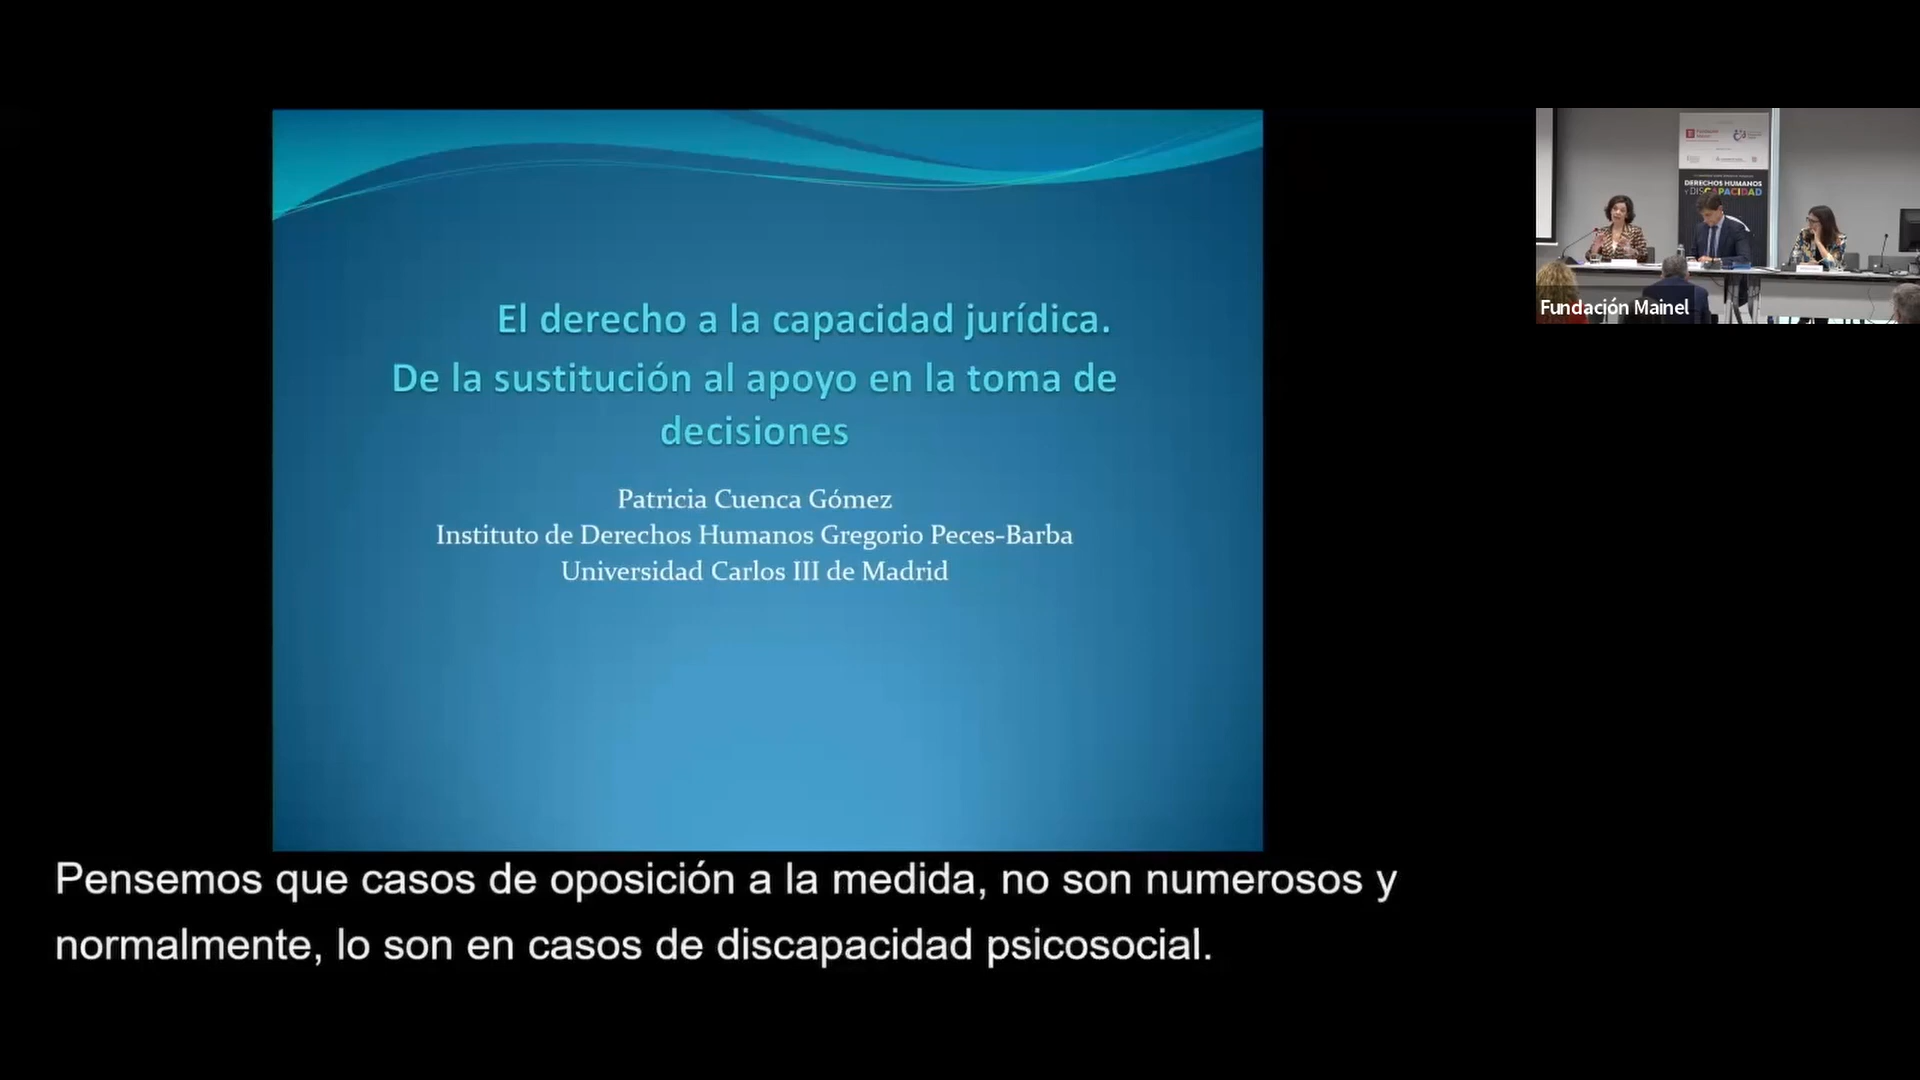 El derecho a la capacidad jurídica.
De la sustitución al apoyo en la toma de
decisiones
Patricia Cuenca Gómez
Instituto de Derechos Humanos Gregorio Peces-Barba
Universidad Carlos III de Madrid
DERECHOS HUMANOS
Y DISCAPACIDAD
Fundación Mainel
Pensemos que casos de oposición a la medida, no son numerosos y
normalmente, lo son en casos de discapacidad psicosocial.